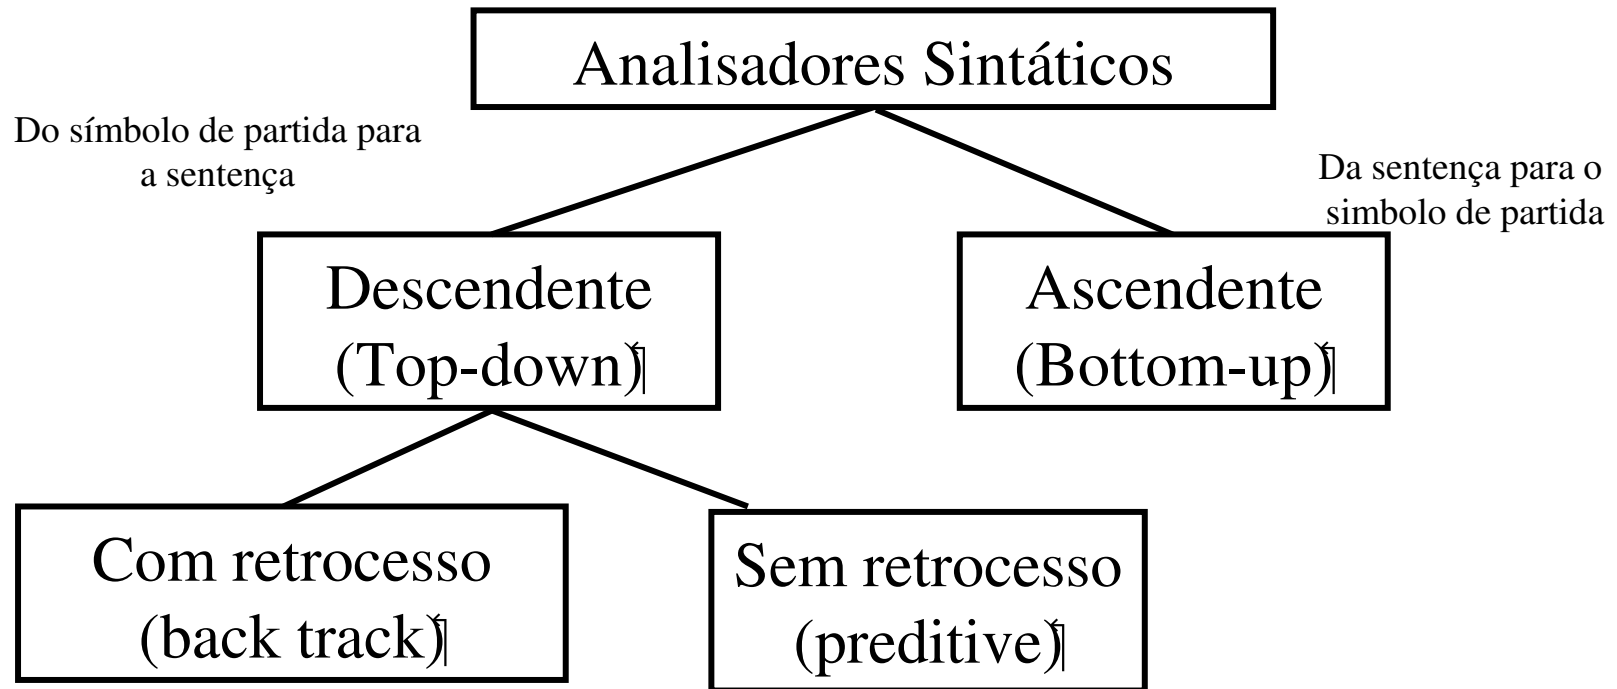 Analisadores Sintáticos
Do símbolo de partida para
a sentença
Da sentença para o
simbolo de partida
Descendente
(Top-down)
Ascendente
(Bottom-up)
Com retrocesso
(back track)
Sem retrocesso
(preditive)